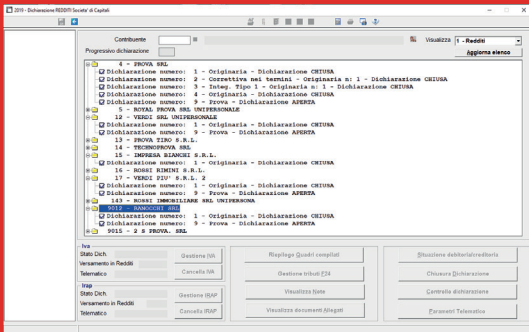 2019 - Dichiarazione REDDITI Societa' di Capitali
Contribuente
Visualizza 1 - Redditi
Progressivo dichiarazione
Aggiorna elenco
4 - PROVA SRL
Dichiarazione numero: 1 - Originaria - Dichiarazione CHIUSA
Dichiarazione numero: 2 - Correttiva nei termini - Originaria n: 1 - Dichiarazione CHIUSA
Dichiarazione numero: 3 - Integ. Tipo 1 - Originaria n: 1 - Dichiarazione CHIUSA
Dichiarazione numero: 4 - Originaria - Dichiarazione CHIUSA
Dichiarazione numero: 9 - Prova - Dichiarazione APERTA
5 - ROYAL PROVA SRL UNIPERSONALE
12 - VERDI SRL UNIPERSONALE
Dichiarazione numero: 1 - Originaria - Dichiarazione CHIUSA
Dichiarazione numero: 9 - Prova - Dichiarazione APERTA
13 - PROVA TIRO S.R.L.
14 - TECHNOPROVA SRL
15 - IMPRESA BIANCHI S.R.L.
Dichiarazione numero: 1 - Originaria - Dichiarazione CHIUSA
16 - ROSSI RIMINI S.R.L.
17 - VERDI PIU' S.R.L. 2
Dichiarazione numero: 1 - Originaria - Dichiarazione CHIUSA
Dichiarazione numero: 9 - Prova - Dichiarazione APERTA
143 - ROSSI IMMOBILIARE SRL UNIPERSONA
9012 - RANOCCHI SRL
Dichiarazione numero: 9 - Prova - Dichiarazione APERTA
9015 - 2 S PROVA. SRL
Iva
Stato Dich.
Versamento in Redditi
Telematico
Gestione IVA
Cancella IVA
Irap
Stato Dich.
Versamento in Redditi
Telematico
Gestione IRAP
Cancella IRAP
Riepilogo Quadri compilati
Gestione tributi F24
Visualizza Note
Visualizza documenti Allegati
Situazione debitoria/creditoria
Chiusura Dichiarazione
Controllo dichiarazione
Parametri Telematico